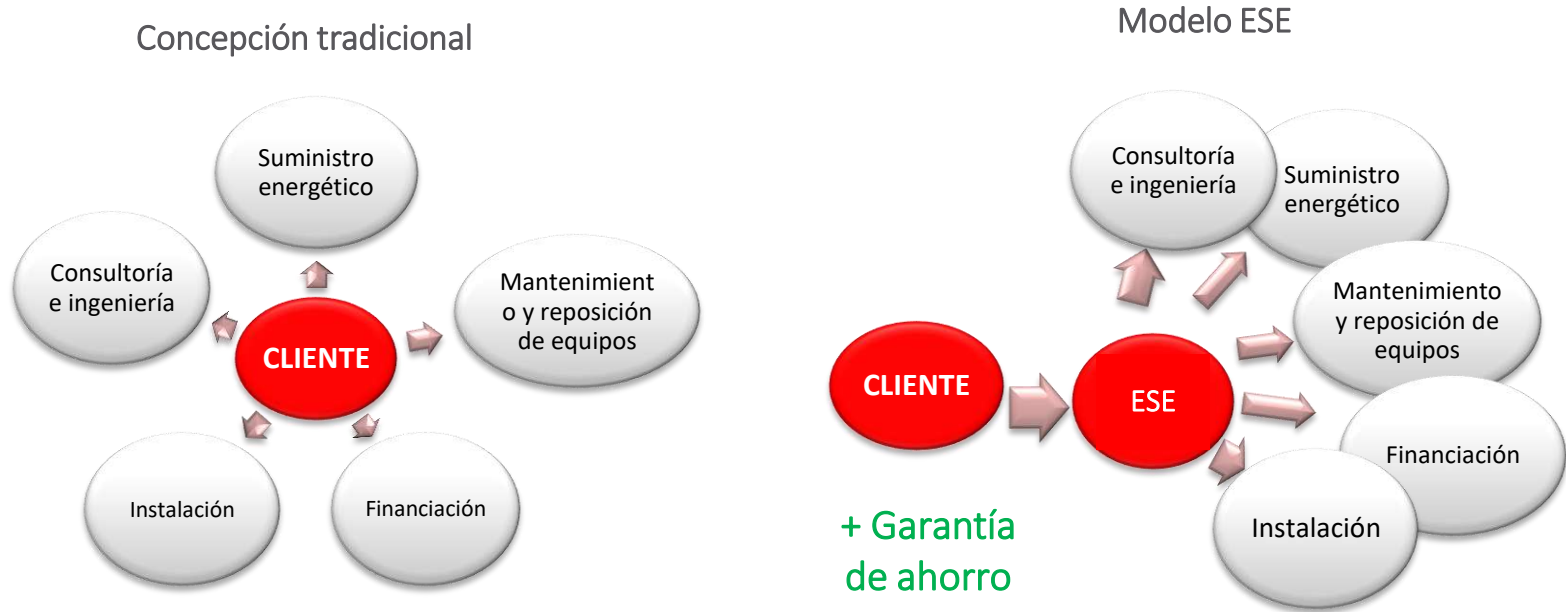 Concepción tradicional
Suministro
energético
Consultoría
e ingeniería
Mantenimient
o y reposición
de equipos
CLIENTE
Instalación
Financiación
Modelo ESE
Consultoría
e ingeniería
Suministro
energético
Mantenimiento
y reposición de
equipos
CLIENTE
ESE
Financiación
Instalación
+ Garantía
de ahorro